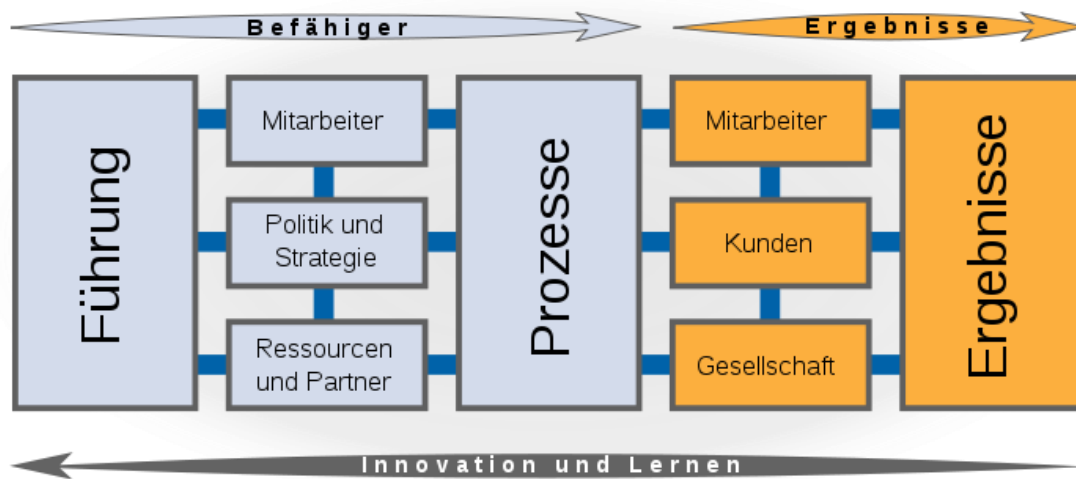 Befähiger
Ergebnisse
Führung
Mitarbeiter
Politik und
Strategie
Ressourcen
und Partner
Prozesse
Mitarbeiter
Kunden
Gesellschaft
Ergebnisse
Innovation und Lernen